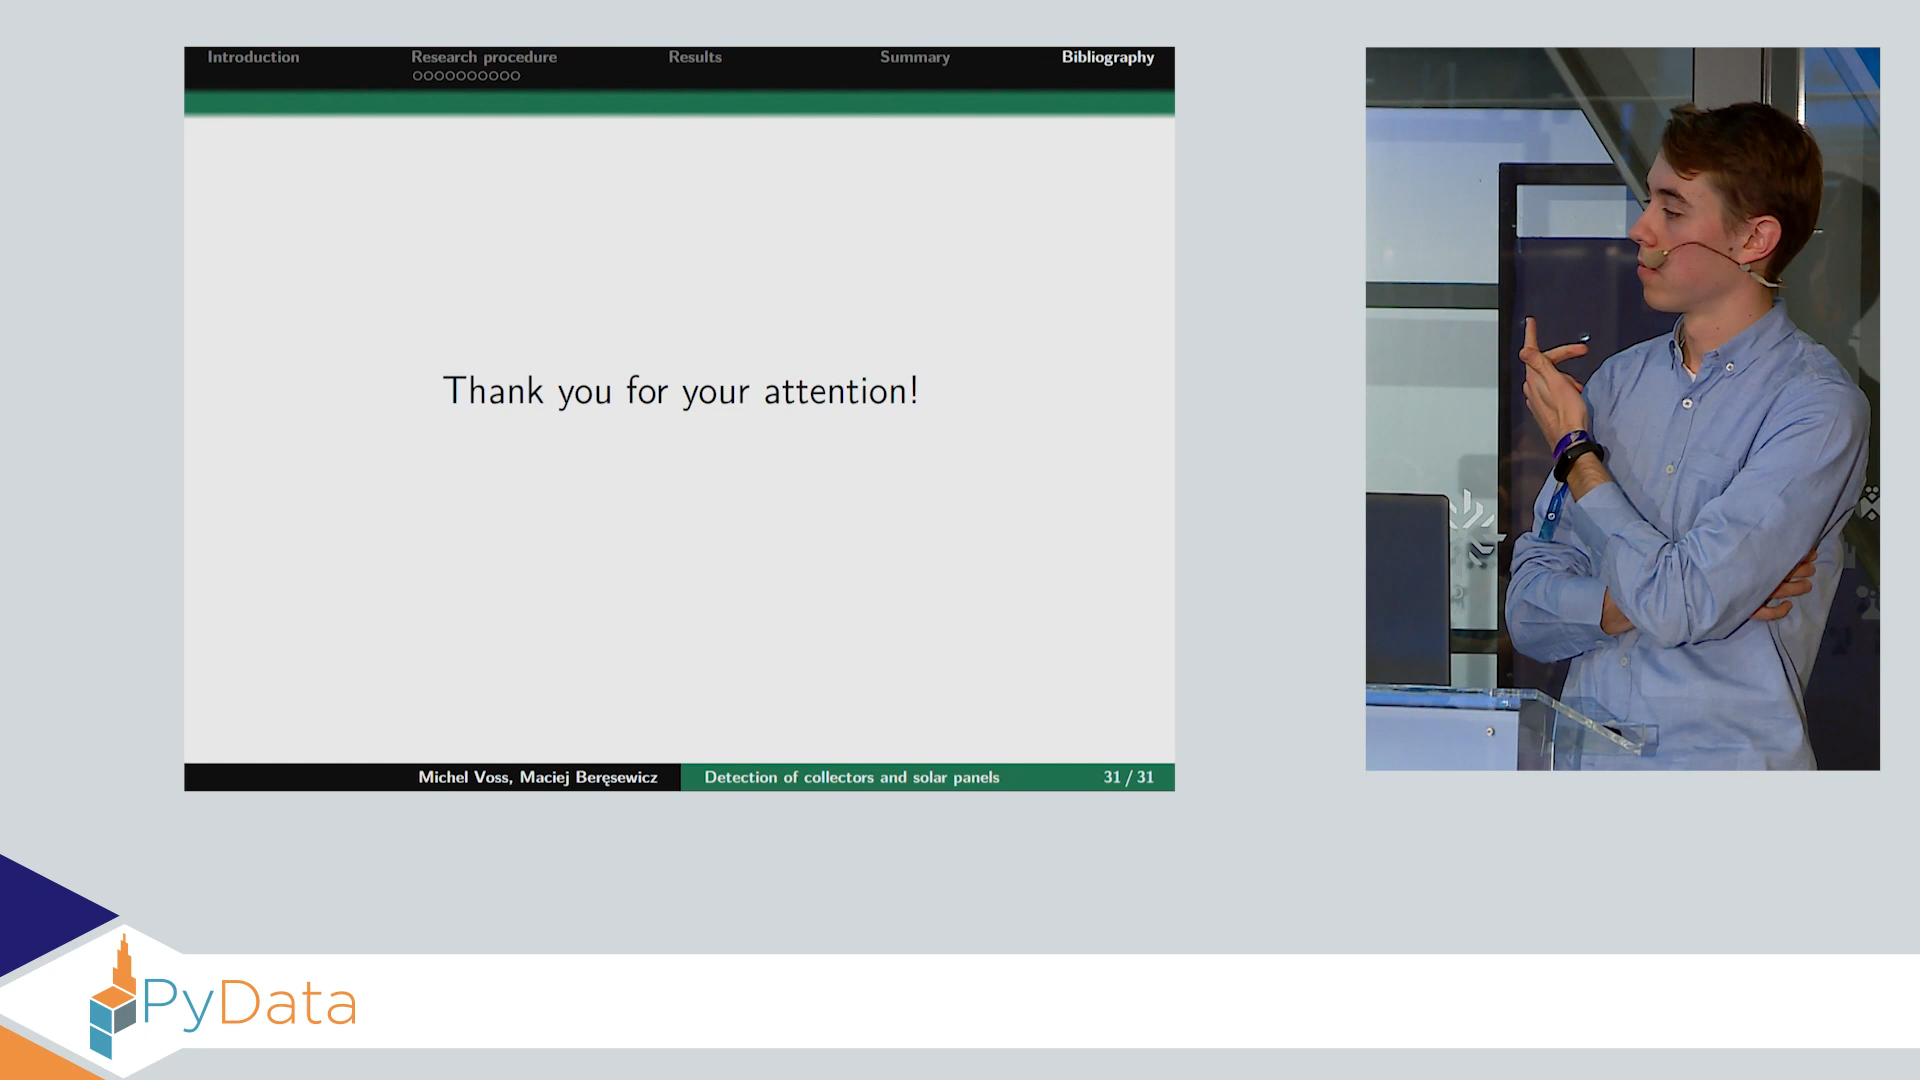 Introduction Research procedure Results Summary Bibliography
Thank you for your attention!
Michel Voss, Maciej Beręsewicz Detection of collectors and solar panels 31 / 31
PyData